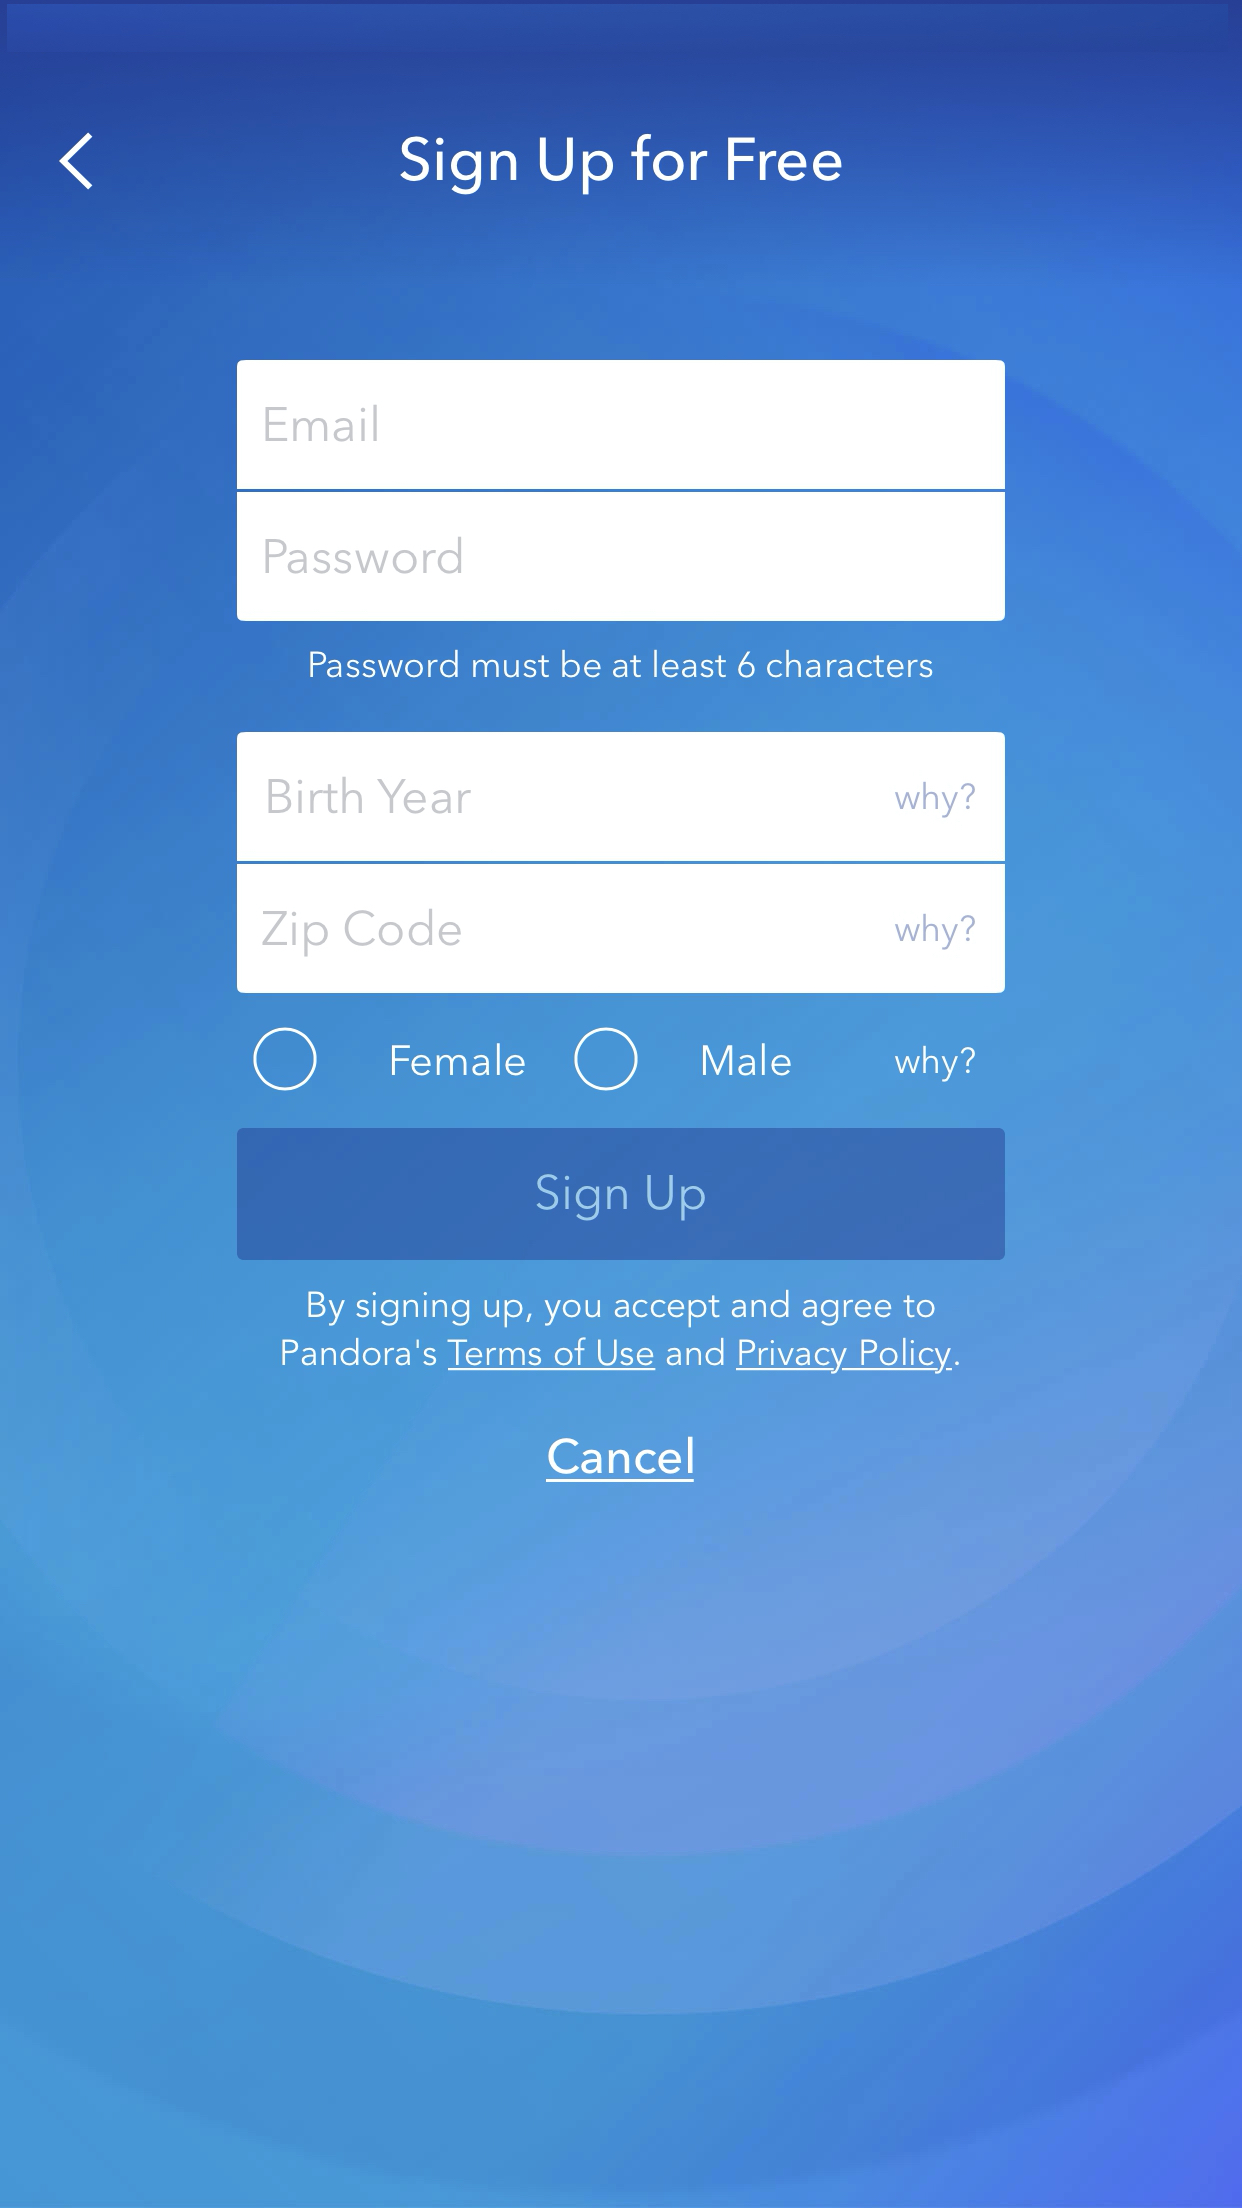 Sign Up for Free
Email
Password
Password must be at least 6 characters
Birth Year why?
Zip Code why?
Female Male why?
Sign Up
By signing up, you accept and agree to
Pandora's Terms of Use and Privacy Policy.
Cancel